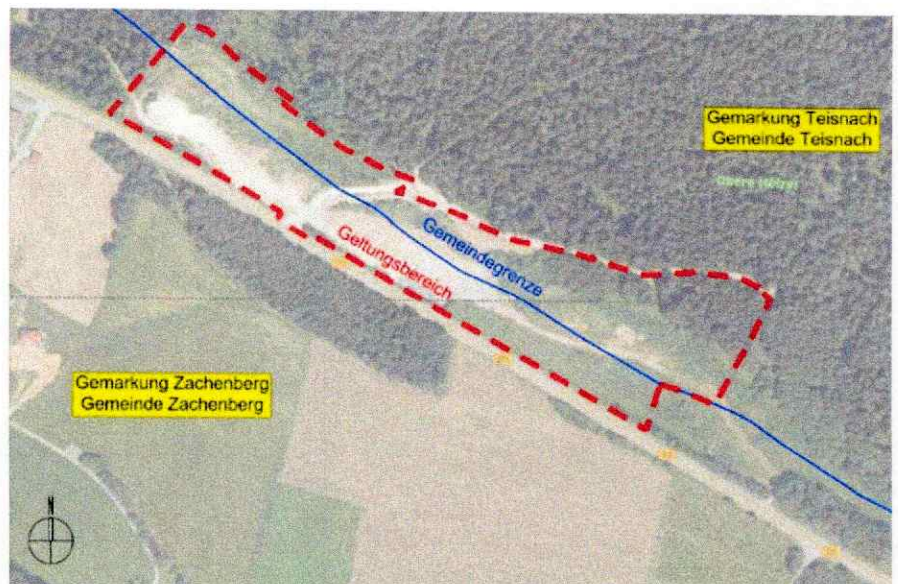 Gemarkung Teisnach
Gemeinde Teisnach
Gemeindegrenze
Geltungsbereich
Gemarkung Zachenberg
Gemeinde Zachenberg
N